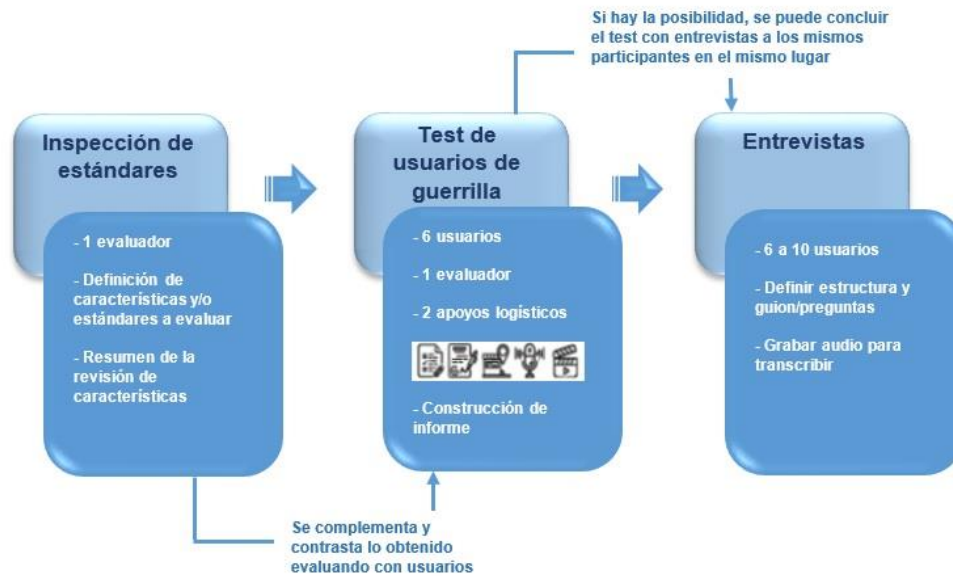 Si hay la posibilidad, se puede concluir
el test con entrevistas a los mismos
participantes en el mismo lugar
Inspección de
estándares
- 1 evaluador
- Definición de
características y/o
estándares a evaluar
- Resumen de la
revisión de
características
Test de
usuarios de
guerrilla
- 6 usuarios
- 1 evaluador
- 2 apoyos logísticos
- Construcción de
informe
Entrevistas
- 6 a 10 usuarios
- Definir estructura y
guion/preguntas
- Grabar audio para
transcribir
Se complementa y
contrasta lo obtenido
evaluando con usuarios